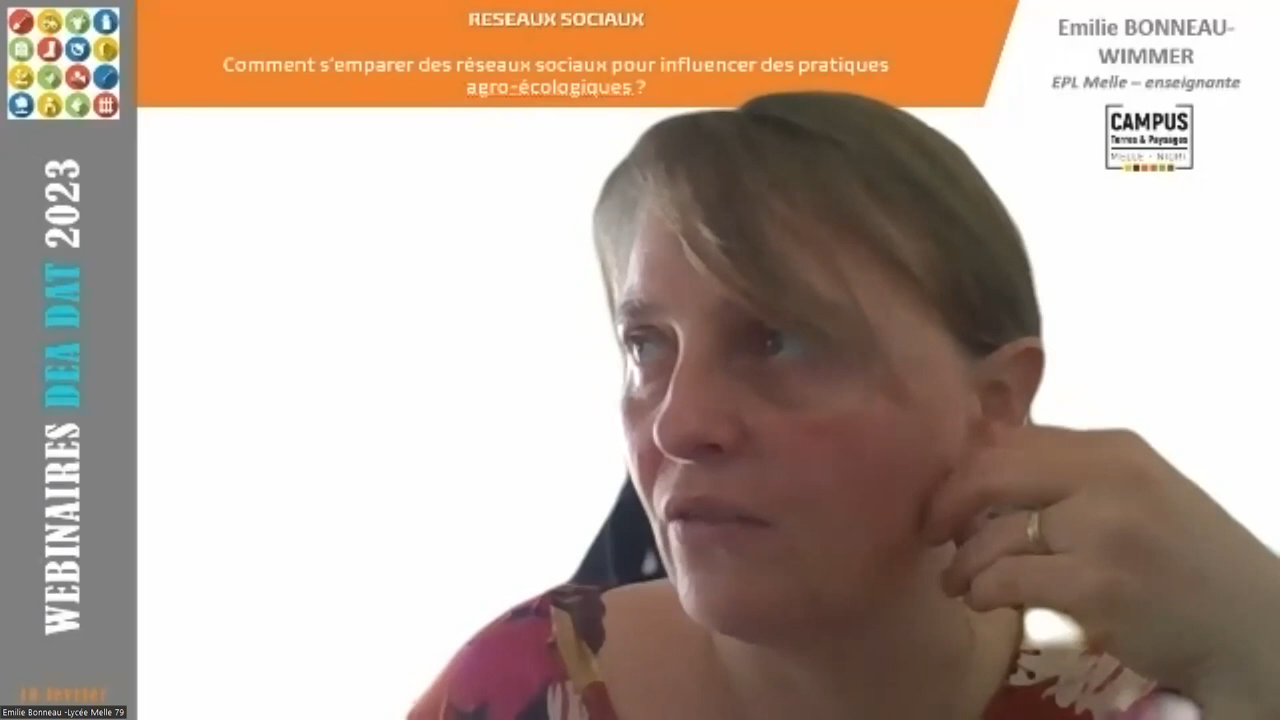 RESEAUX SOCIAUX
Comment s'emparer des réseaux sociaux pour influencer des pratiques
agro-écologiques ?
Emilie BONNEAU-
WIMMER
EPL Melle – enseignante
CAMPUS
Terres & Paysages
MELLE - NIORT
WEBINAIRES DEA DAT 2023
Emilie Bonneau -Lycée Melle 79